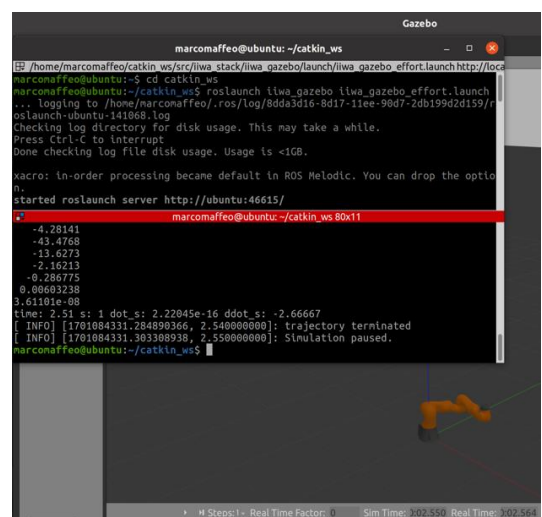 Gazebo
marcomaffeo@ubuntu: ~/catkin_ws
/home/marcomaffeo/catkin_ws/src/iiwa_stack/iiwa_gazebo/launch/iiwa_gazebo_effort.launch http://loca
marcomaffeo@ubuntu:~$ cd catkin_ws
marcomaffeo@ubuntu:~/catkin_ws$ roslaunch iiwa_gazebo iiwa_gazebo_effort.launch
... logging to /home/marcomaffeo/.ros/log/8dda3d16-8d17-11ee-90d7-2db199d2d159/r
oslaunch-ubuntu-141068.log
Checking log directory for disk usage. This may take a while.
Press Ctrl-C to interrupt
Done checking log file disk usage. Usage is <1GB.
xacro: in-order processing became default in ROS Melodic. You can drop the optio
n.
started roslaunch server http://ubuntu:46615/
marcomaffeo@ubuntu: ~/catkin_ws 80x11
-4.28141
-43.4768
-13.6273
-2.16213
-0.286775
0.00603238
3.61101e-08
time: 2.51 s: 1 dot_s: 2.22045e-16 ddot_s: -2.66667
[ INFO] [1701084331.284890366, 2.540000000]: trajectory terminated
[ INFO] [1701084331.303308938, 2.550000000]: Simulation paused.
marcomaffeo@ubuntu:~/catkin_ws$
Steps: Real Time Factor: 0 Sim Time: 0:02.550 Real Time: 0:02.564